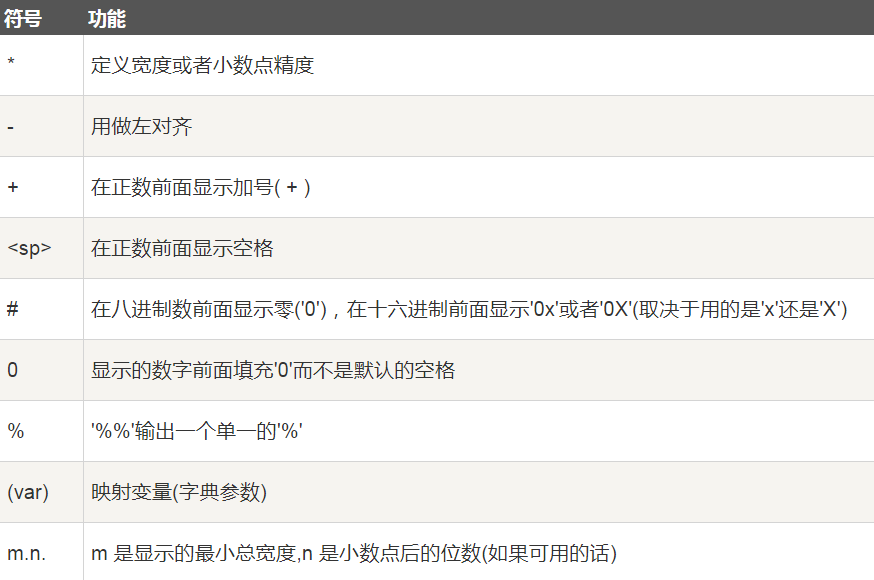 符号 功能
* 定义宽度或者小数点精度
- 用做左对齐
+ 在正数前面显示加号( + )
<sp> 在正数前面显示空格
# 在八进制数前面显示零('0')，在十六进制前面显示'0x'或者'0X'(取决于用的是'x'还是'X')
0 显示的数字前面填充'0'而不是默认的空格
% '%%'输出一个单一的'%'
(var) 映射变量(字典参数)
m.n. m 是显示的最小总宽度,n 是小数点后的位数(如果可用的话)